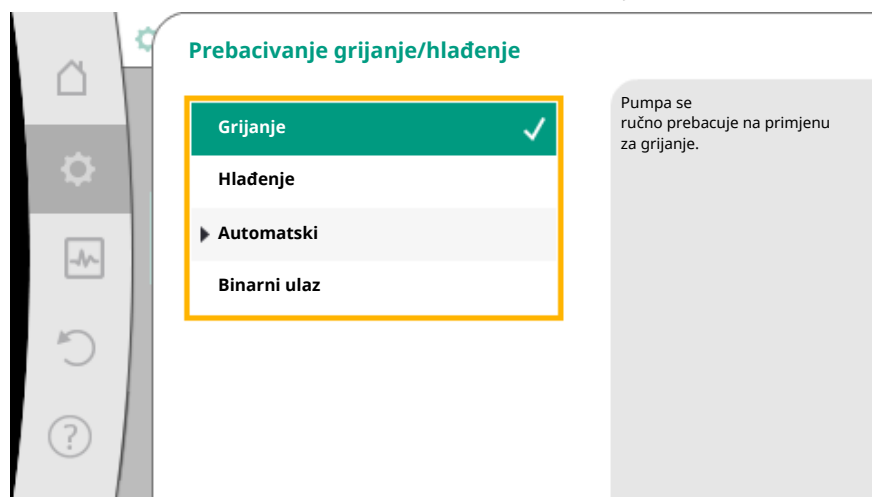 Prebacivanje grijanje/hlađenje
Grijanje
Hlađenje
Automatski
Binarni ulaz
Pumpa se
ručno prebacuje na primjenu
za grijanje.
?